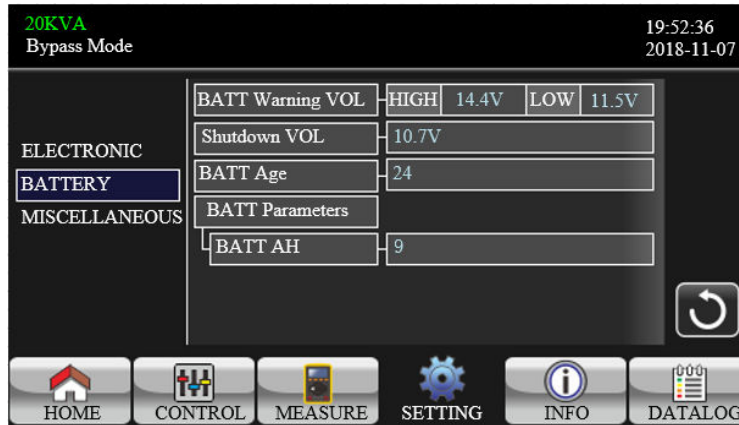 20KVA
19:52:36
Bypass Mode
2018-11-07
BATT Warning VOL HIGH 14.4V LOW 11.5V
Shutdown VOL 10.7V
ELECTRONIC
BATT Age 24
BATTERY
BATT Parameters
MISCELLANEOUS
BATT AH 9
HOME CONTROL MEASURE SETTING INFO DATALOG